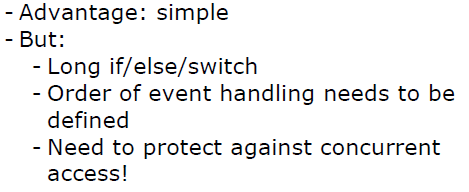 - Advantage: simple
- But:
- Long if/else/switch
- Order of event handling needs to be
defined
- Need to protect against concurrent
access!